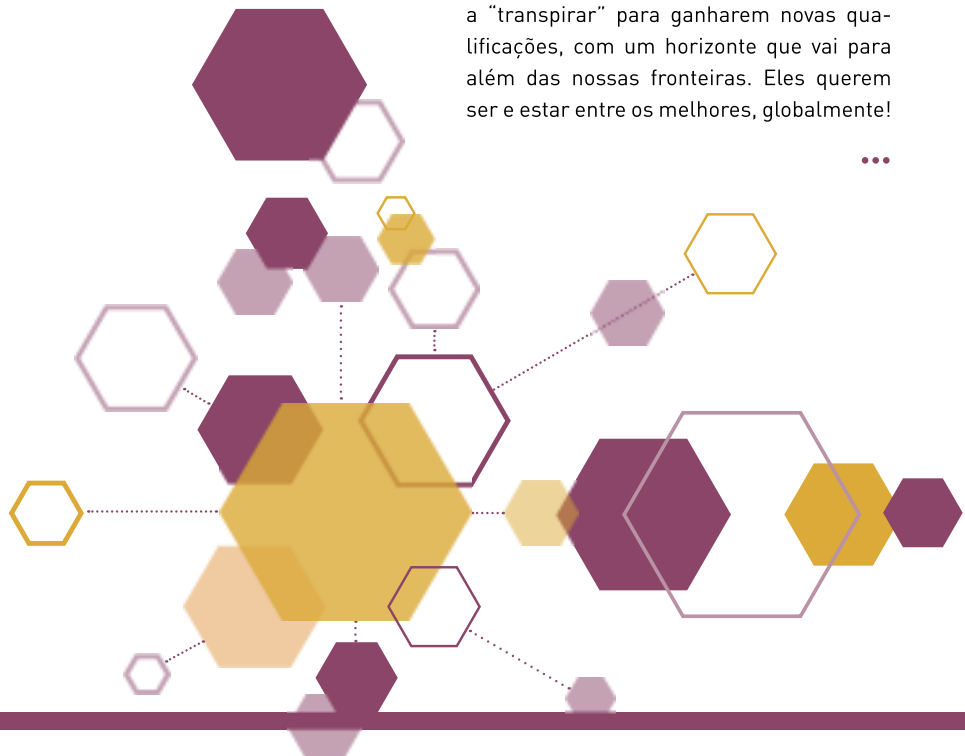 a “transpirar” para ganharem novas qua-
lificações, com um horizonte que vai para
além das nossas fronteiras. Eles querem
ser e estar entre os melhores, globalmente!
•••